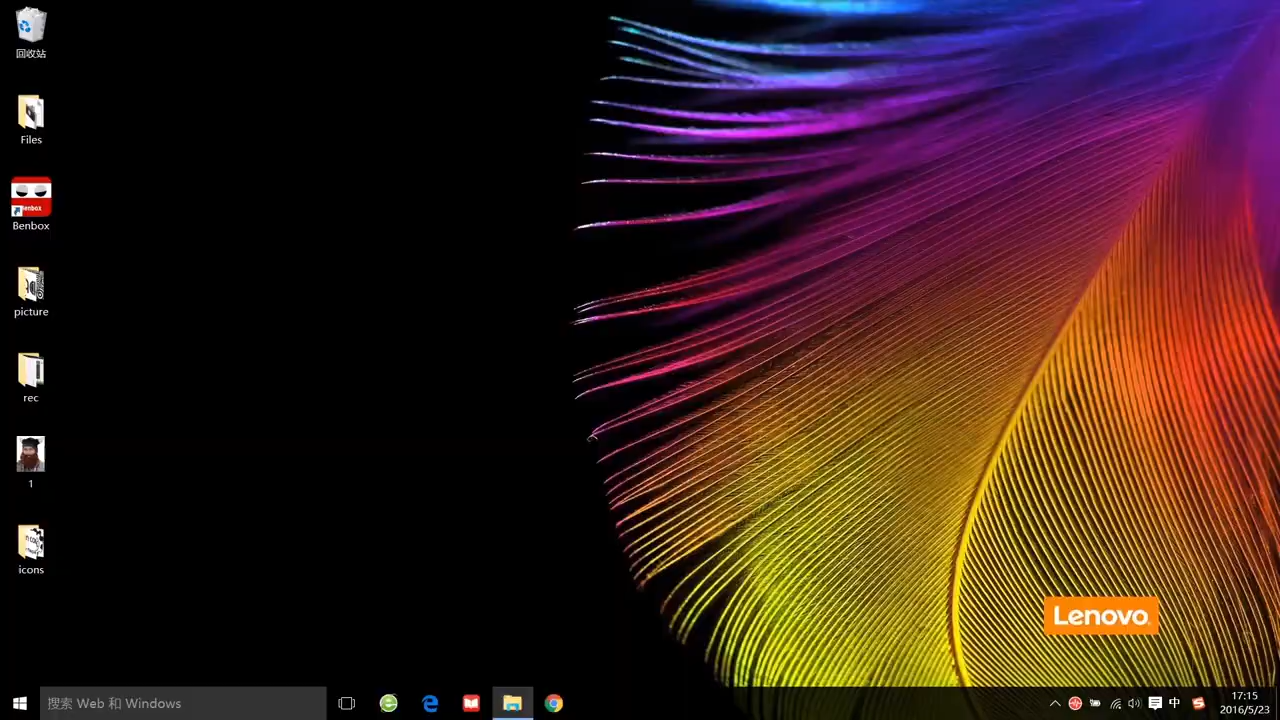 回收站
Files
Benbox
Benbox
picture
rec
1
icons
Lenovo
搜索 Web 和 Windows
中
17:15
2016/5/23